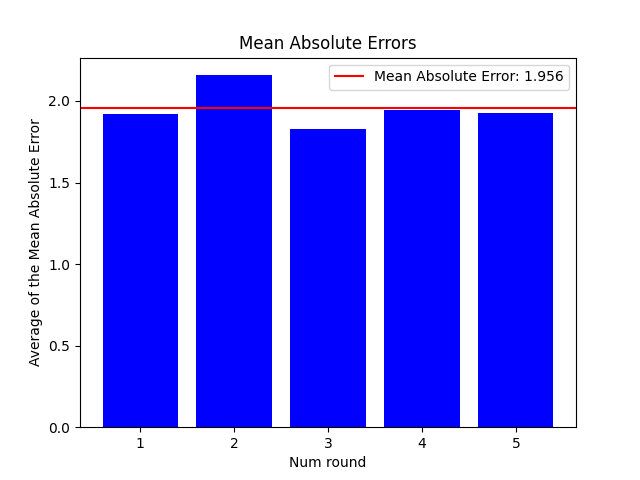 Mean Absolute Errors
Mean Absolute Error: 1.956
Average of the Mean Absolute Error
2.0
1.5
1.0
0.5
0.0
1 2 3 4 5
Num round